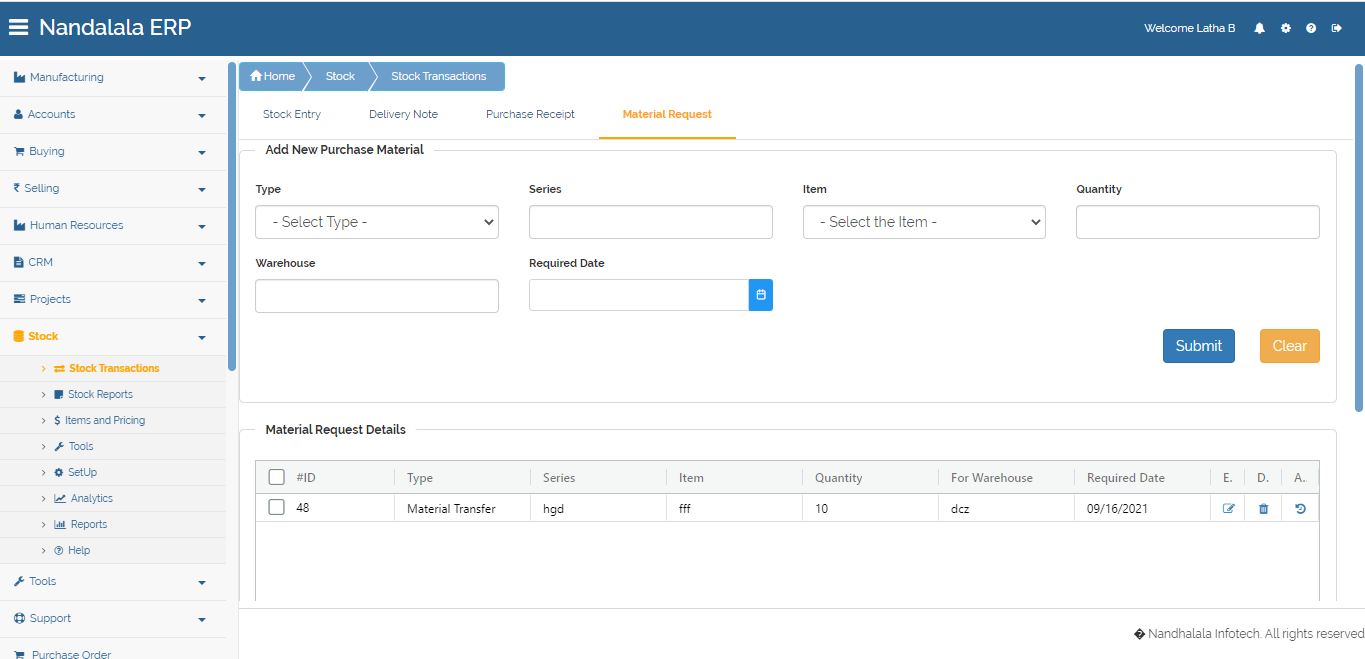 Nandalala ERP
Welcome Latha B
Manufacturing
Accounts
Buying
₹ Selling
Human Resources
CRM
Projects
Stock
Stock Transactions
Stock Reports
$ Items and Pricing
Tools
SetUp
Analytics
Reports
Help
Tools
Support
Purchase Order
Home Stock Stock Transactions
Stock Entry Delivery Note Purchase Receipt Material Request
Add New Purchase Material
Type Series Item Quantity
- Select Type - - Select the Item -
Warehouse Required Date
Submit Clear
Material Request Details
#ID Type Series Item Quantity For Warehouse Required Date E. D. A..
48 Material Transfer hgd fff 10 dcz 09/16/2021
� Nandhalala Infotech. All rights reserved